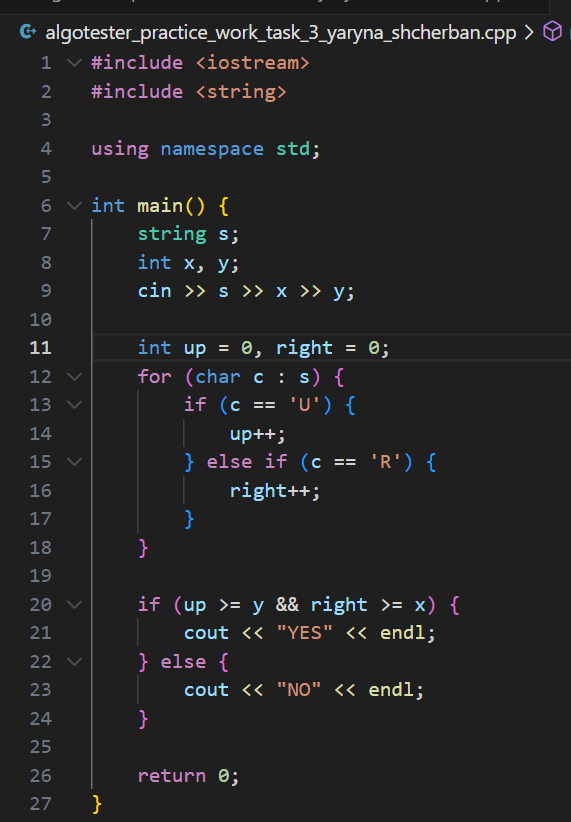 algotester_practice_work_task_3_yaryna_shcherban.cpp >
1 #include <iostream>
2 #include <string>
3
4 using namespace std;
5
6 int main() {
7     string s;
8     int x, y;
9     cin >> s >> x >> y;
10
11     int up = 0, right = 0;
12     for (char c : s) {
13         if (c == 'U') {
14             up++;
15         } else if (c == 'R') {
16             right++;
17         }
18     }
19
20     if (up >= y && right >= x) {
21         cout << "YES" << endl;
22     } else {
23         cout << "NO" << endl;
24     }
25
26     return 0;
27 }